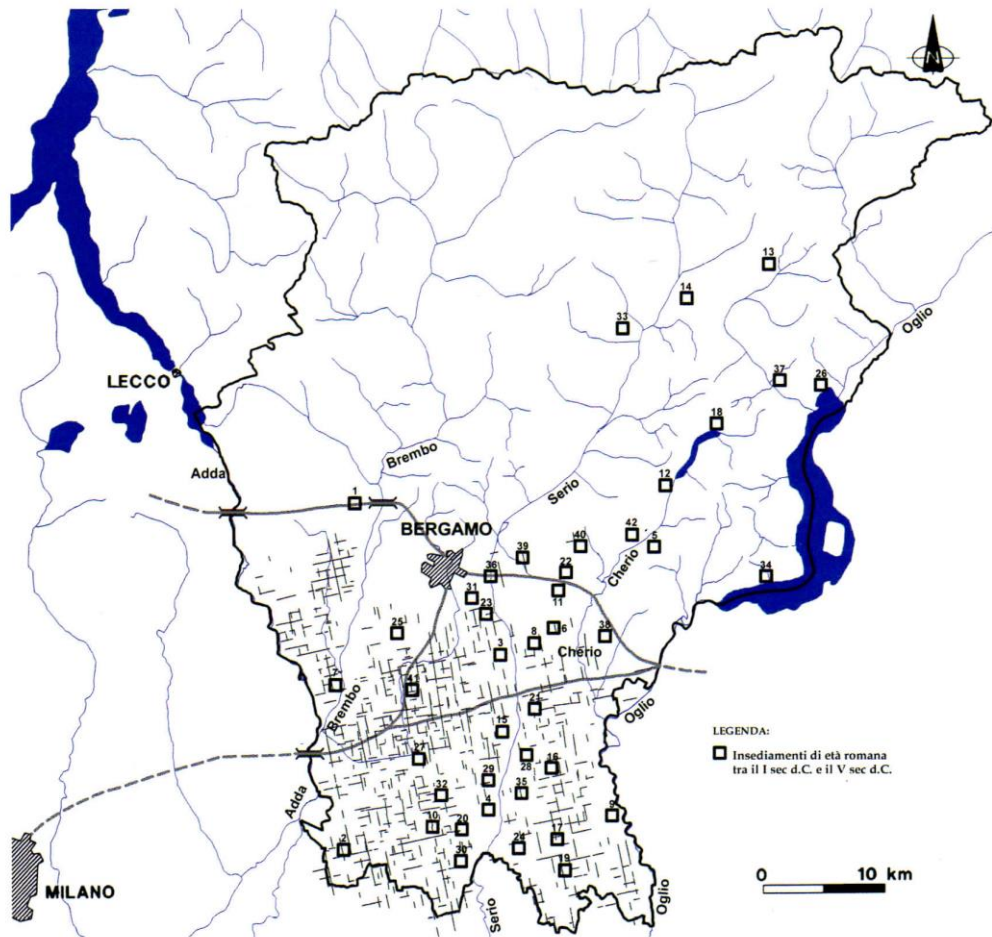 N
13
14
33
Oglio
LECCO
37
26
18
Brembo
Adda
12
Serio
1
BERGAMO
42
40
5
39
Cherio
36
22
34
11
31
23
25
6
38
8
Cherio
3
7
41
Oglio
21
Brembo
15
LEGENDA:
Insediamenti di età romana
tra il I sec d.C. e il V sec d.C.
27
28
16
29
35
32
Adda
4
9
10
20
2
17
24
30
19
0
10 km
MILANO
Serio
Oglio